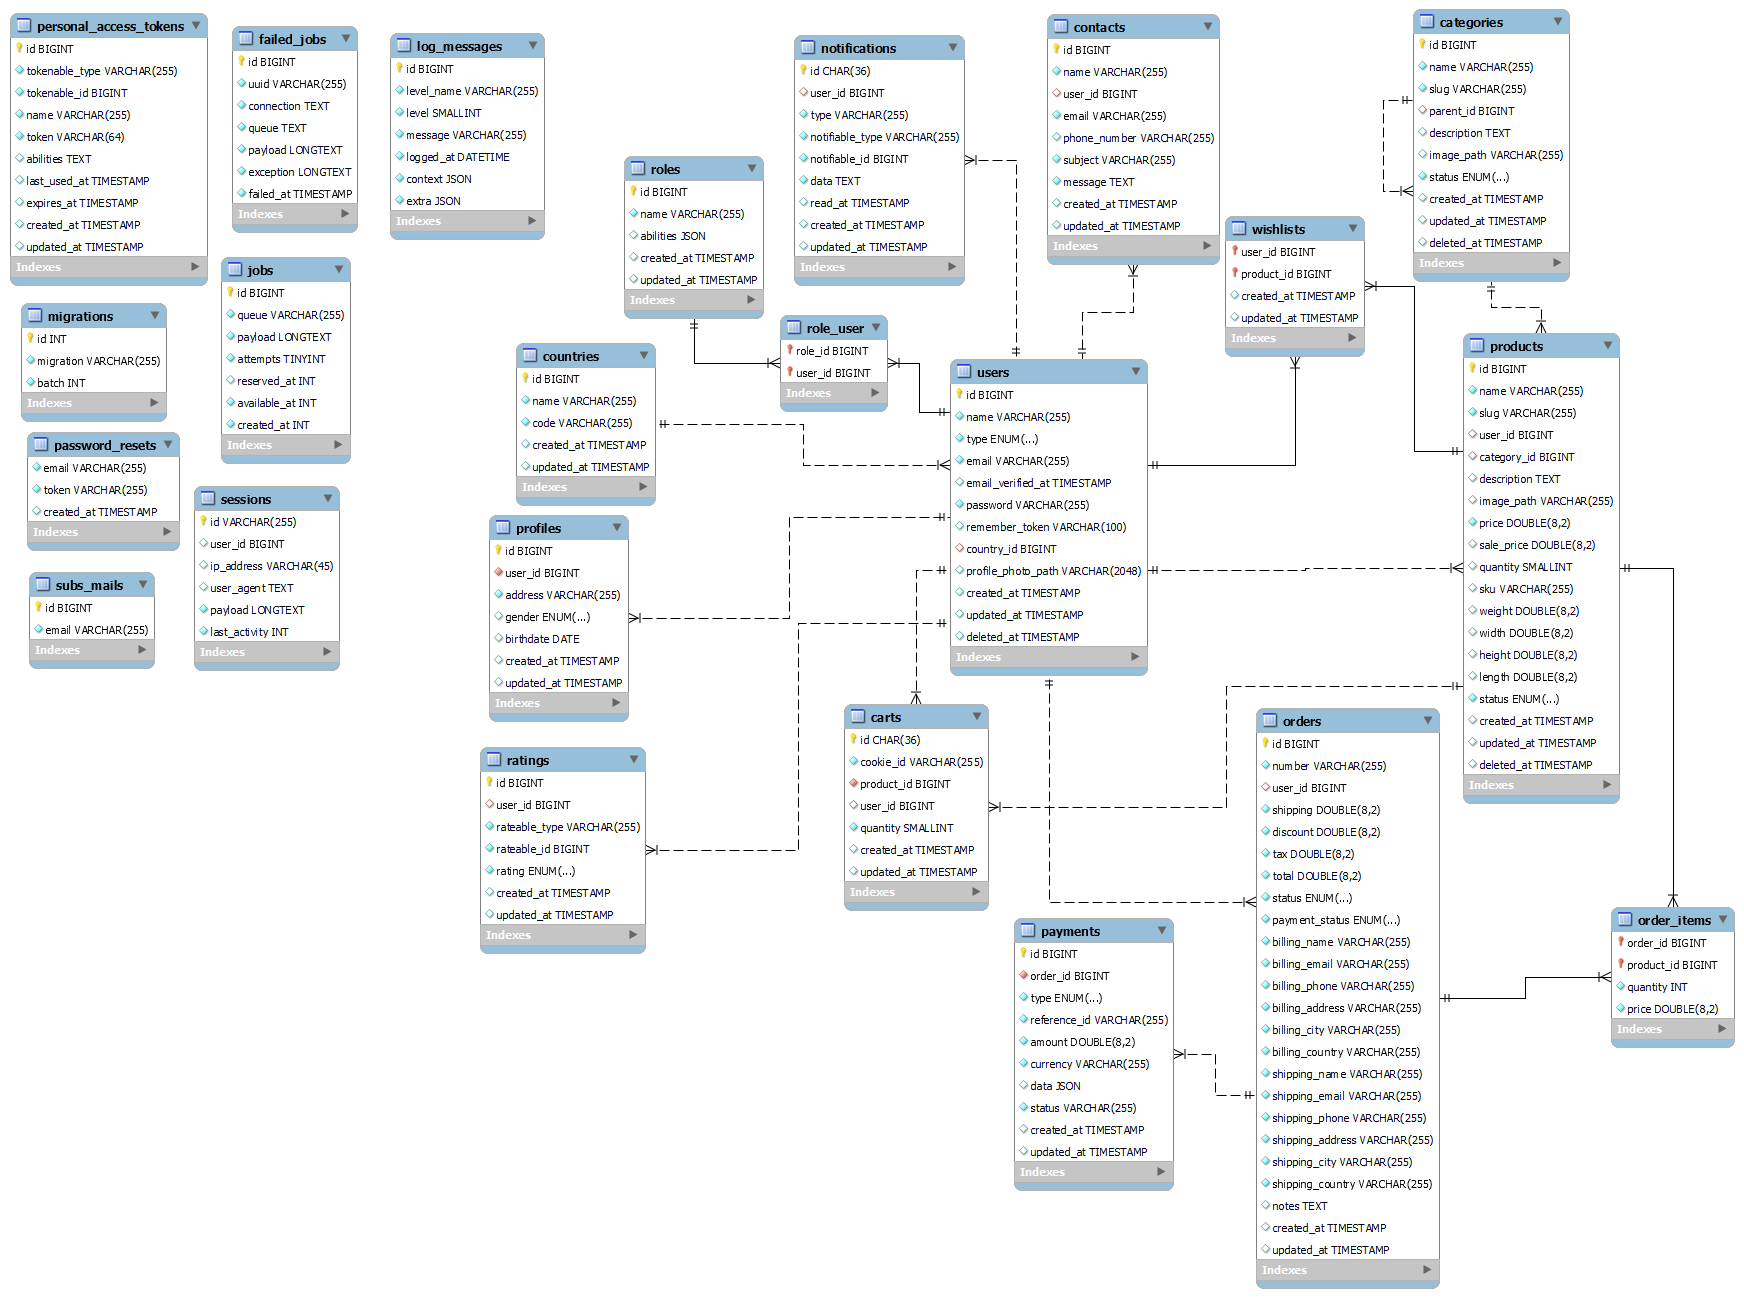 personal_access_tokens
id BIGINT
tokenable_type VARCHAR(255)
tokenable_id BIGINT
name VARCHAR(255)
token VARCHAR(64)
abilities TEXT
last_used_at TIMESTAMP
expires_at TIMESTAMP
created_at TIMESTAMP
updated_at TIMESTAMP
Indexes
failed_jobs
id BIGINT
uuid VARCHAR(255)
connection TEXT
queue TEXT
payload LONGTEXT
exception LONGTEXT
failed_at TIMESTAMP
Indexes
log_messages
id BIGINT
level_name VARCHAR(255)
level SMALLINT
message VARCHAR(255)
logged_at DATETIME
context JSON
extra JSON
Indexes
jobs
id BIGINT
queue VARCHAR(255)
payload LONGTEXT
attempts TINYINT
reserved_at INT
available_at INT
created_at INT
Indexes
migrations
id INT
migration VARCHAR(255)
batch INT
Indexes
password_resets
email VARCHAR(255)
token VARCHAR(255)
created_at TIMESTAMP
Indexes
sessions
id VARCHAR(255)
user_id BIGINT
ip_address VARCHAR(45)
user_agent TEXT
payload LONGTEXT
last_activity INT
Indexes
subs_mails
id BIGINT
email VARCHAR(255)
Indexes
roles
id BIGINT
name VARCHAR(255)
abilities JSON
created_at TIMESTAMP
updated_at TIMESTAMP
Indexes
notifications
id CHAR(36)
user_id BIGINT
type VARCHAR(255)
notifiable_type VARCHAR(255)
notifiable_id BIGINT
data TEXT
read_at TIMESTAMP
created_at TIMESTAMP
updated_at TIMESTAMP
Indexes
contacts
id BIGINT
name VARCHAR(255)
user_id BIGINT
email VARCHAR(255)
phone_number VARCHAR(255)
subject VARCHAR(255)
message TEXT
created_at TIMESTAMP
updated_at TIMESTAMP
Indexes
categories
id BIGINT
name VARCHAR(255)
slug VARCHAR(255)
parent_id BIGINT
description TEXT
image_path VARCHAR(255)
status ENUM(...)
created_at TIMESTAMP
updated_at TIMESTAMP
deleted_at TIMESTAMP
Indexes
wishlists
user_id BIGINT
product_id BIGINT
created_at TIMESTAMP
updated_at TIMESTAMP
Indexes
role_user
role_id BIGINT
user_id BIGINT
Indexes
countries
id BIGINT
name VARCHAR(255)
code VARCHAR(255)
created_at TIMESTAMP
updated_at TIMESTAMP
Indexes
users
id BIGINT
name VARCHAR(255)
type ENUM(...)
email VARCHAR(255)
email_verified_at TIMESTAMP
password VARCHAR(255)
remember_token VARCHAR(100)
country_id BIGINT
profile_photo_path VARCHAR(2048)
created_at TIMESTAMP
updated_at TIMESTAMP
deleted_at TIMESTAMP
Indexes
products
id BIGINT
name VARCHAR(255)
slug VARCHAR(255)
user_id BIGINT
category_id BIGINT
description TEXT
image_path VARCHAR(255)
price DOUBLE(8,2)
sale_price DOUBLE(8,2)
quantity SMALLINT
sku VARCHAR(255)
weight DOUBLE(8,2)
width DOUBLE(8,2)
height DOUBLE(8,2)
length DOUBLE(8,2)
status ENUM(...)
created_at TIMESTAMP
updated_at TIMESTAMP
deleted_at TIMESTAMP
Indexes
profiles
id BIGINT
user_id BIGINT
address VARCHAR(255)
gender ENUM(...)
birthdate DATE
created_at TIMESTAMP
updated_at TIMESTAMP
Indexes
ratings
id BIGINT
user_id BIGINT
rateable_type VARCHAR(255)
rateable_id BIGINT
rating ENUM(...)
created_at TIMESTAMP
updated_at TIMESTAMP
Indexes
carts
id CHAR(36)
cookie_id VARCHAR(255)
product_id BIGINT
user_id BIGINT
quantity SMALLINT
created_at TIMESTAMP
updated_at TIMESTAMP
Indexes
orders
id BIGINT
number VARCHAR(255)
user_id BIGINT
shipping DOUBLE(8,2)
discount DOUBLE(8,2)
tax DOUBLE(8,2)
total DOUBLE(8,2)
status ENUM(...)
payment_status ENUM(...)
billing_name VARCHAR(255)
billing_email VARCHAR(255)
billing_phone VARCHAR(255)
billing_address VARCHAR(255)
billing_city VARCHAR(255)
billing_country VARCHAR(255)
shipping_name VARCHAR(255)
shipping_email VARCHAR(255)
shipping_phone VARCHAR(255)
shipping_address VARCHAR(255)
shipping_city VARCHAR(255)
shipping_country VARCHAR(255)
notes TEXT
created_at TIMESTAMP
updated_at TIMESTAMP
Indexes
payments
id BIGINT
order_id BIGINT
type ENUM(...)
reference_id VARCHAR(255)
amount DOUBLE(8,2)
currency VARCHAR(255)
data JSON
status VARCHAR(255)
created_at TIMESTAMP
updated_at TIMESTAMP
Indexes
order_items
order_id BIGINT
product_id BIGINT
quantity INT
price DOUBLE(8,2)
Indexes